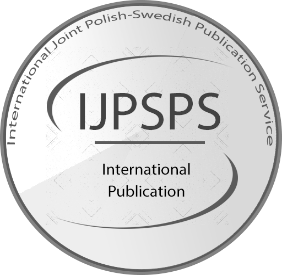 International Joint Polish-Swedish Publication Service
IJPSPS
International
Publication